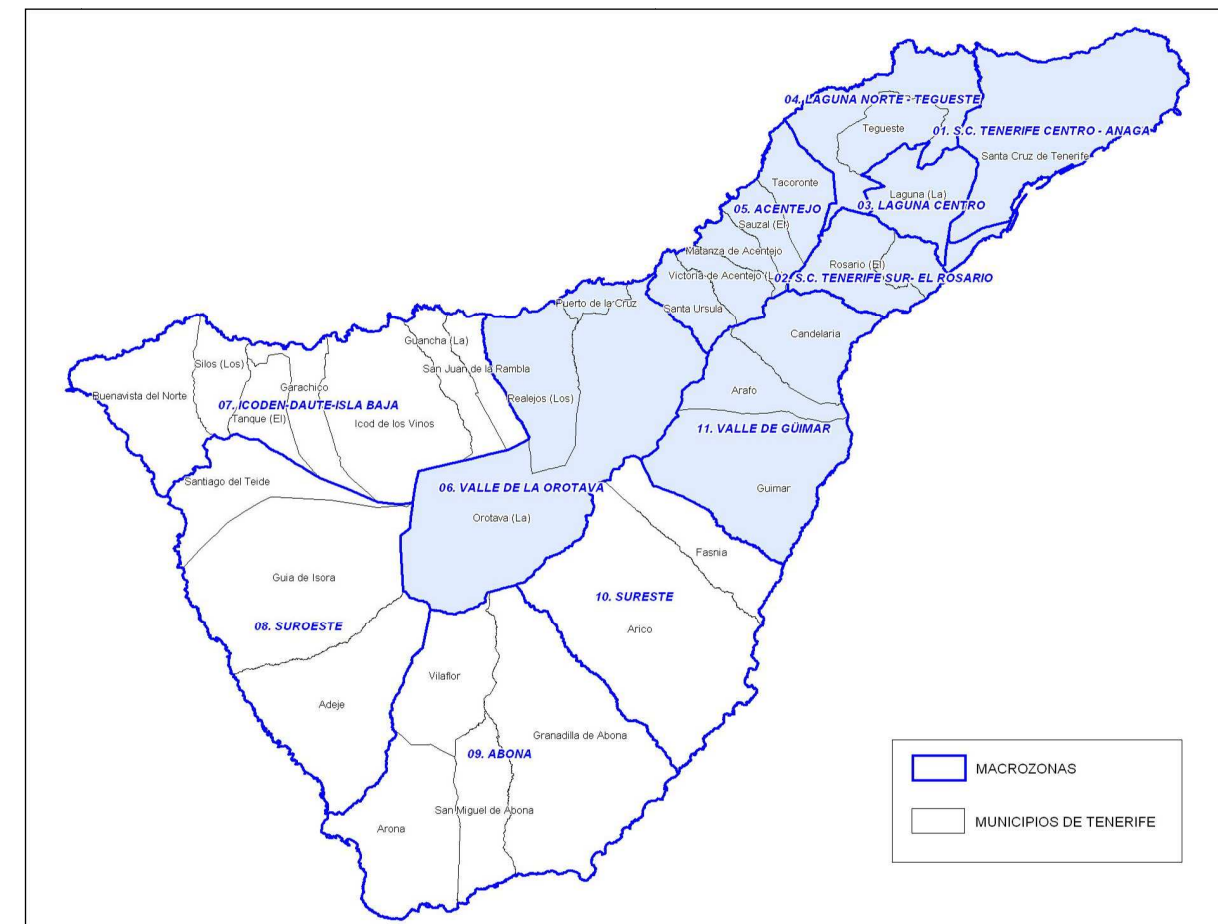 04. LAGUNA NORTE - TEGUESTE
Tegueste
01. S.C. TENERIFE CENTRO - ANAGA
Santa Cruz de Tenerife
Tacoronte
Laguna (La)
03. LAGUNA CENTRO
05. ACENTEJO
Sauzal (El)
Matanza de Acentejo
Rosario (El)
Victoria de Acentejo (L
02. S.C. TENERIFE SUR- EL ROSARIO
Puerto de la Cruz
Santa Ursula
Candelaria
Guancha (La)
Silos (Los)
San Juan de la Rambla
Garachico
Buenavista del Norte
Realejos (Los)
Arafo
07. ICODEN-DAUTE-ISLA BAJA
Tanque (El)
Icod de los Vinos
11. VALLE DE GÜIMAR
Santiago del Teide
06. VALLE DE LA OROTAVA
Guimar
Orotava (La)
Fasnia
Guia de Isora
10. SURESTE
08. SUROESTE
Arico
Vilaflor
Adeje
Granadilla de Abona
09. ABONA
MACROZONAS
San Miguel de Abona
Arona
MUNICIPIOS DE TENERIFE